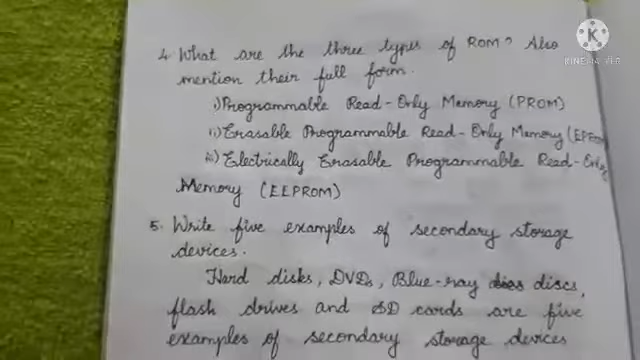 4. What are the three types of ROM? Also
mention their full form.
i) Programmable Read-Only Memory (PROM)
ii) Erasable Programmable Read-Only Memory (EPROM
iii) Electrically Erasable Programmable Read-Only
Memory (EEPROM)
5. Write five examples of secondary storage
devices.
Hard disks, DVDs, Blue-ray discs,
flash drives and SD cards are five
examples of secondary storage devices